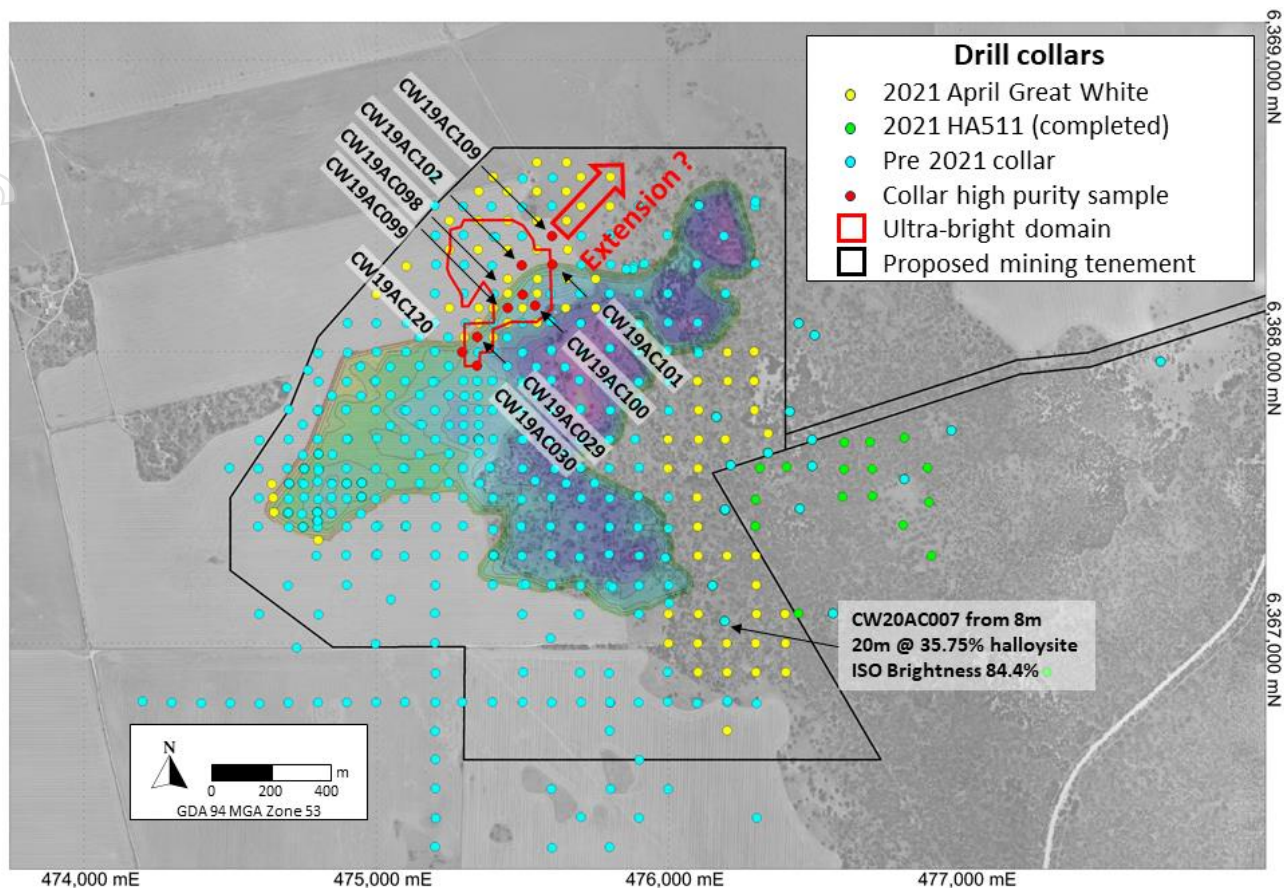 6,369,000 mN
Drill collars
2021 April Great White
2021 HA511 (completed)
Pre 2021 collar
Collar high purity sample
Ultra-bright domain
Proposed mining tenement
CW19AC109
CW19AC102
CW19AC098
CW19AC099
CW19AC120
Extension ?
CW19AC101
CW19AC100
CW19AC029
CW19AC030
6,368,000 mN
CW20AC007 from 8m
20m @ 35.75% halloysite
ISO Brightness 84.4%
6,367,000 mN
N
0 200 400 m
GDA 94 MGA Zone 53
474,000 mE 475,000 mE 476,000 mE 477,000 mE